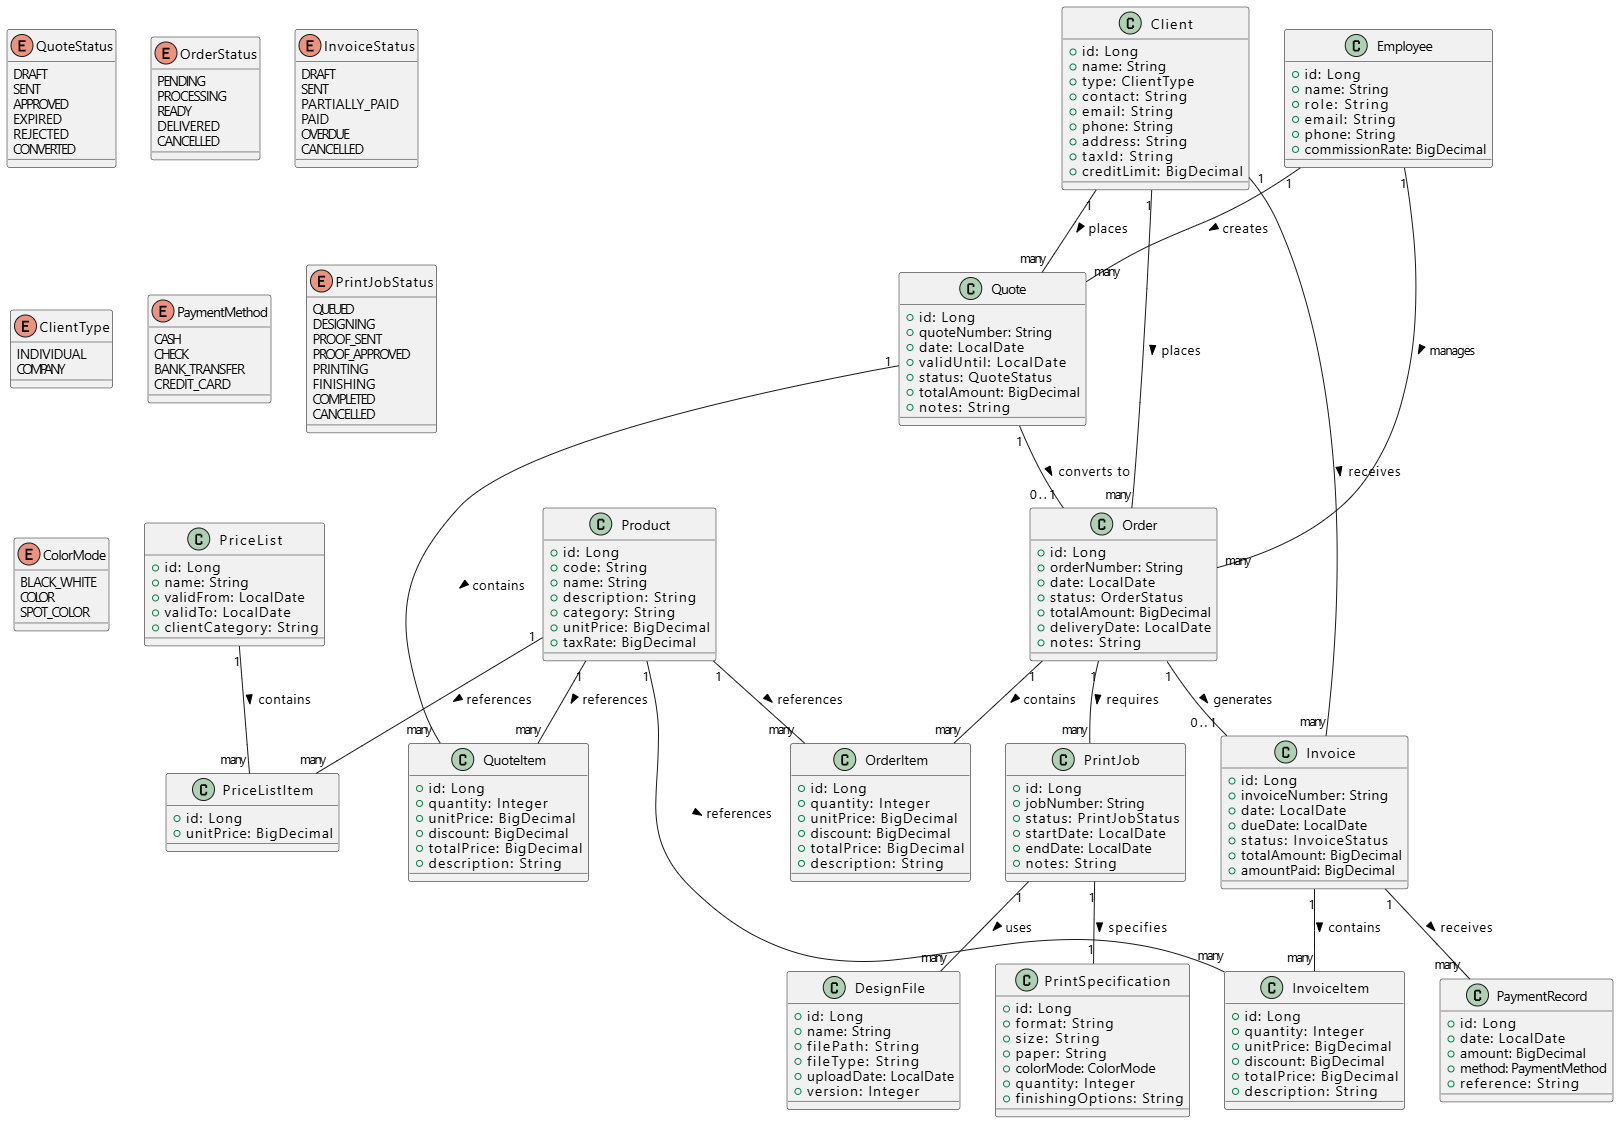 E QuoteStatus
DRAFT
SENT
APPROVED
EXPIRED
REJECTED
CONVERTED
E OrderStatus
PENDING
PROCESSING
READY
DELIVERED
CANCELLED
E InvoiceStatus
DRAFT
SENT
PARTIALLY_PAID
PAID
OVERDUE
CANCELLED
C Client
id: Long
name: String
type: ClientType
contact: String
email: String
phone: String
address: String
taxId: String
creditLimit: BigDecimal
C Employee
id: Long
name: String
role: String
email: String
phone: String
commissionRate: BigDecimal
1
1
1
1
1
places
creates
many
many
E ClientType
INDIVIDUAL
COMPANY
E PaymentMethod
CASH
CHECK
BANK_TRANSFER
CREDIT_CARD
E PrintJobStatus
QUEUED
DESIGNING
PROOF_SENT
PROOF_APPROVED
PRINTING
FINISHING
COMPLETED
CANCELLED
C Quote
id: Long
quoteNumber: String
date: LocalDate
validUntil: LocalDate
status: QuoteStatus
totalAmount: BigDecimal
notes: String
1
places
manages
1
converts to
receives
0..1
many
many
E ColorMode
BLACK_WHITE
COLOR
SPOT_COLOR
C PriceList
id: Long
name: String
validFrom: LocalDate
validTo: LocalDate
clientCategory: String
contains
C Product
id: Long
code: String
name: String
description: String
category: String
unitPrice: BigDecimal
taxRate: BigDecimal
C Order
id: Long
orderNumber: String
date: LocalDate
status: OrderStatus
totalAmount: BigDecimal
deliveryDate: LocalDate
notes: String
1
1
1
1
1
1
1
1
contains
references
references
references
contains
requires
generates
many
many
many
many
many
many
many
0..1
many
C PriceListItem
id: Long
unitPrice: BigDecimal
C QuoteItem
id: Long
quantity: Integer
unitPrice: BigDecimal
discount: BigDecimal
totalPrice: BigDecimal
description: String
references
C OrderItem
id: Long
quantity: Integer
unitPrice: BigDecimal
discount: BigDecimal
totalPrice: BigDecimal
description: String
C PrintJob
id: Long
jobNumber: String
status: PrintJobStatus
startDate: LocalDate
endDate: LocalDate
notes: String
C Invoice
id: Long
invoiceNumber: String
date: LocalDate
dueDate: LocalDate
status: InvoiceStatus
totalAmount: BigDecimal
amountPaid: BigDecimal
1
1
1
1
uses
specifies
contains
receives
many
1
many
many
many
C DesignFile
id: Long
name: String
filePath: String
fileType: String
uploadDate: LocalDate
version: Integer
C PrintSpecification
id: Long
format: String
size: String
paper: String
colorMode: ColorMode
quantity: Integer
finishingOptions: String
C InvoiceItem
id: Long
quantity: Integer
unitPrice: BigDecimal
discount: BigDecimal
totalPrice: BigDecimal
description: String
C PaymentRecord
id: Long
date: LocalDate
amount: BigDecimal
method: PaymentMethod
reference: String